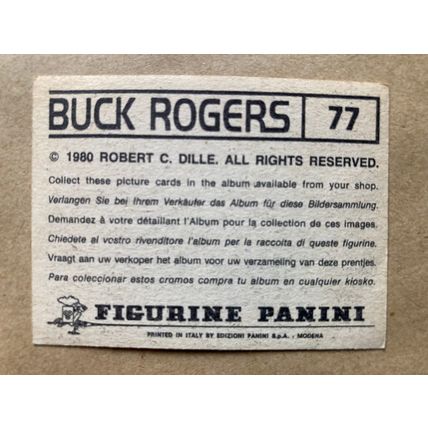 BUCK ROGERS 77
© 1980 ROBERT C. DILLE. ALL RIGHTS RESERVED.
Collect these picture cards in the album available from your shop.
Verlangen Sie bei Ihrem Verkäufer das Album für diese Bildersammlung.
Demandez à votre détaillant l'Album pour la collection de ces images.
Chiedete al vostro rivenditore l'album per la raccolta di queste figurine.
Vraagt aan uw verkoper het album voor uw verzameling van deze prentjes.
Para coleccionar estos cromos compra tu album en cualquier kiosko.
FIGURINE PANINI
PRINTED IN ITALY BY EDIZIONI PANINI S.p.A. - MODENA